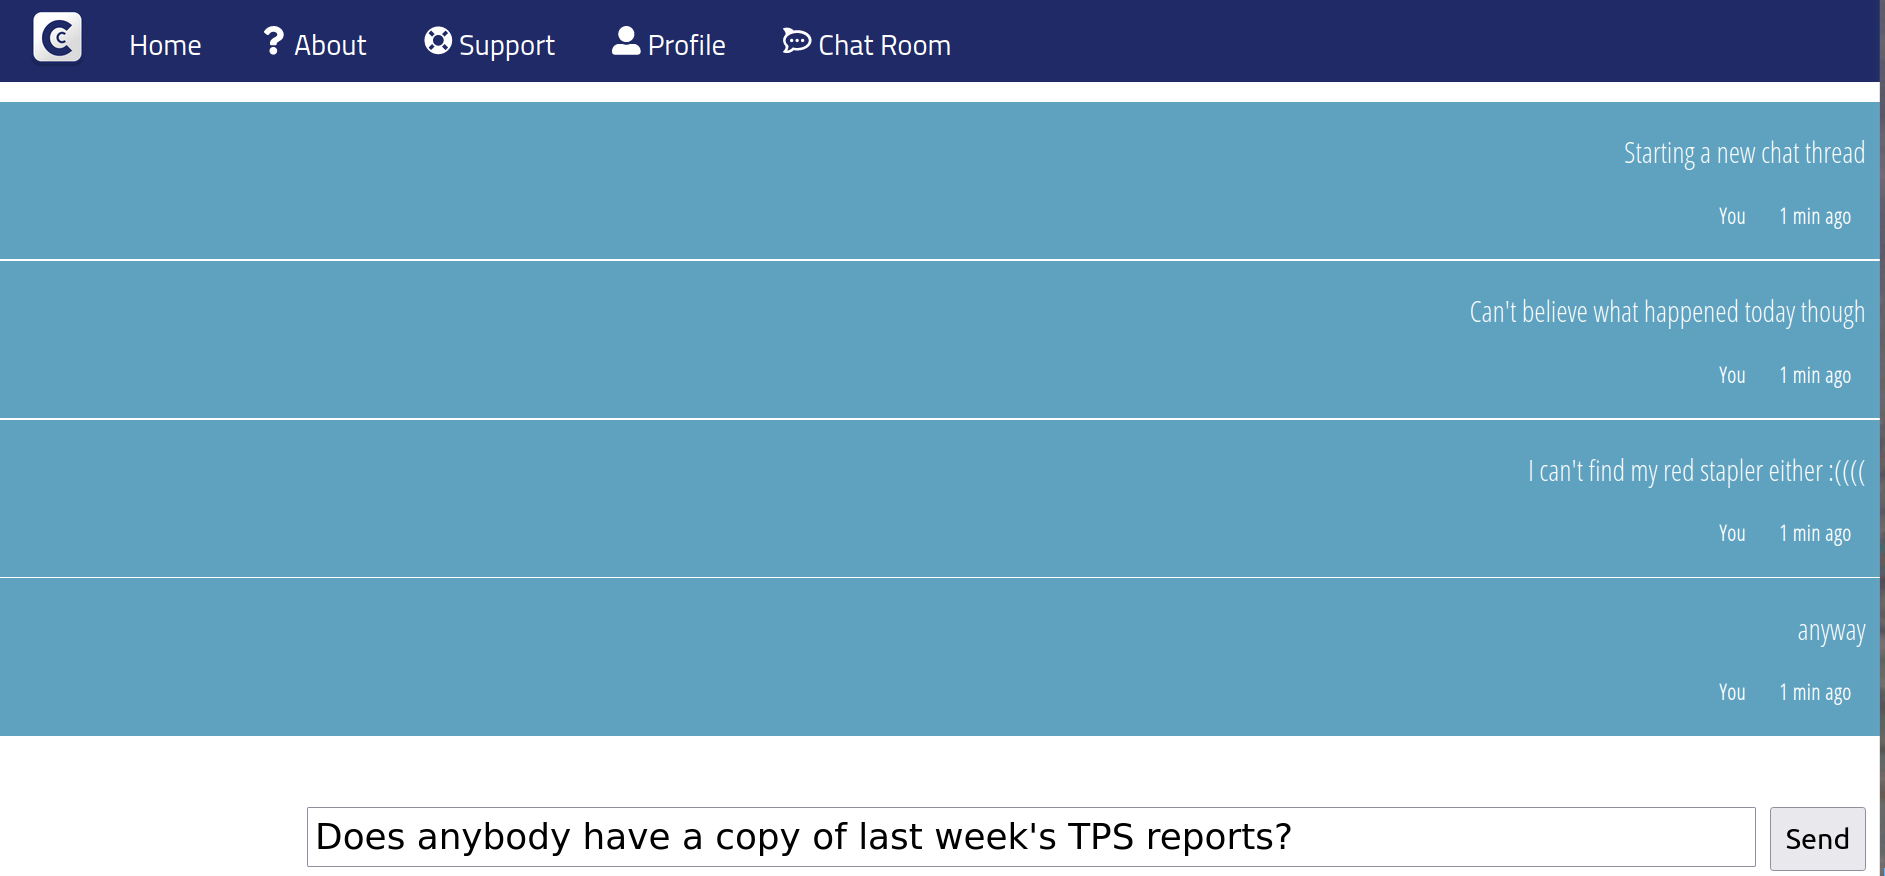 C Home ? About Support Profile Chat Room
Starting a new chat thread
You 1 min ago
Can't believe what happened today though
You 1 min ago
I can't find my red stapler either :((((
You 1 min ago
anyway
You 1 min ago
Does anybody have a copy of last week's TPS reports? Send